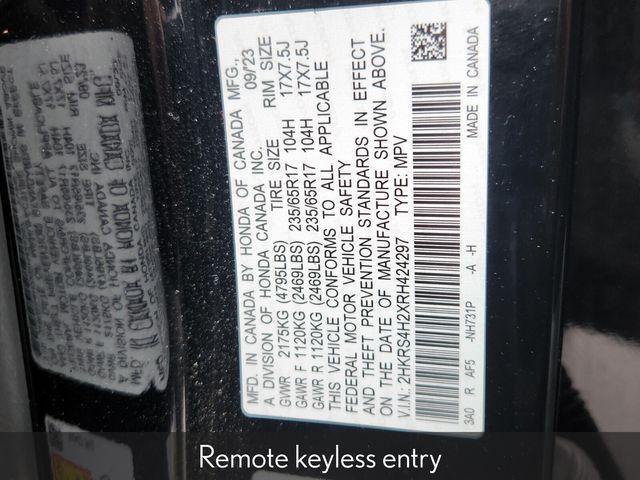 MFD. IN CANADA BY HONDA OF CANADA MFG.,
A DIVISION OF HONDA CANADA INC. 09/23
TIRE SIZE RIM SIZE
GVWR 2175KG (4795LBS)
GAWR F 1120KG (2469LBS) 235/65R17 104H 17X7.5J
GAWR R 1120KG (2469LBS) 235/65R17 104H 17X7.5J
THIS VEHICLE CONFORMS TO ALL APPLICABLE
FEDERAL MOTOR VEHICLE SAFETY
AND THEFT PREVENTION STANDARDS IN EFFECT
ON THE DATE OF MANUFACTURE SHOWN ABOVE.
V.I.N.: 2HKRS4H2XRH424297 TYPE: MPV
3A0 R AF5 -NH731P -A -H MADE IN CANADA
Remote keyless entry